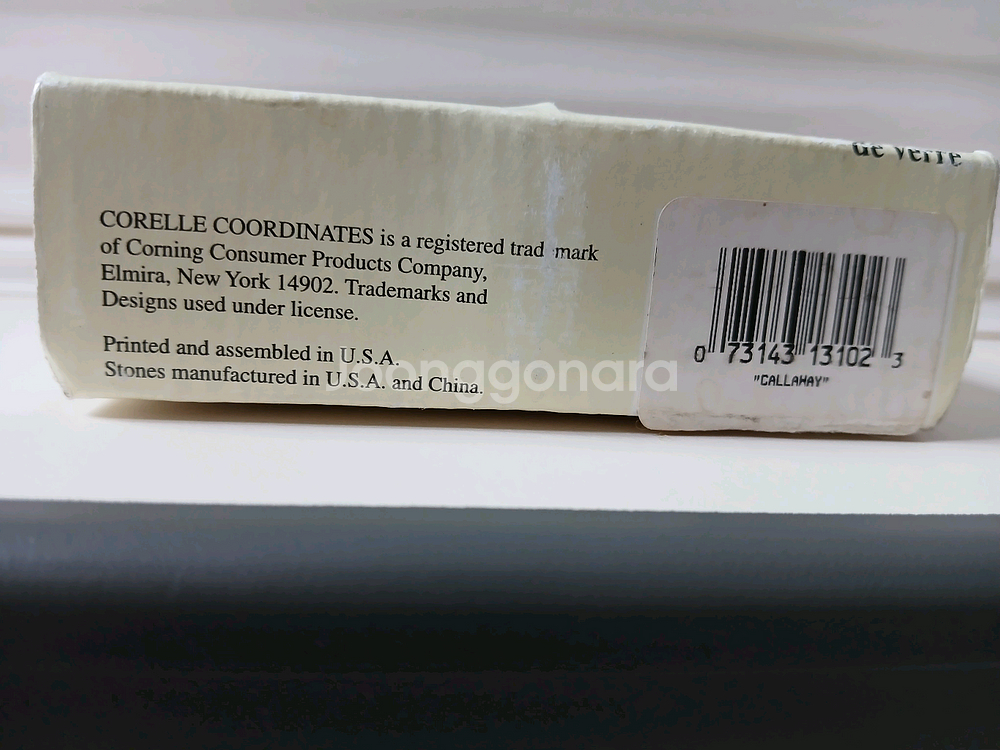 de verre
CORELLE COORDINATES is a registered trad mark
of Corning Consumer Products Company,
Elmira, New York 14902. Trademarks and
Designs used under license.
Printed and assembled in U.S.A.
Stones manufactured in U.S.A. and China.
0 73143 13102 3
"CALLAWAY"
joonggonara